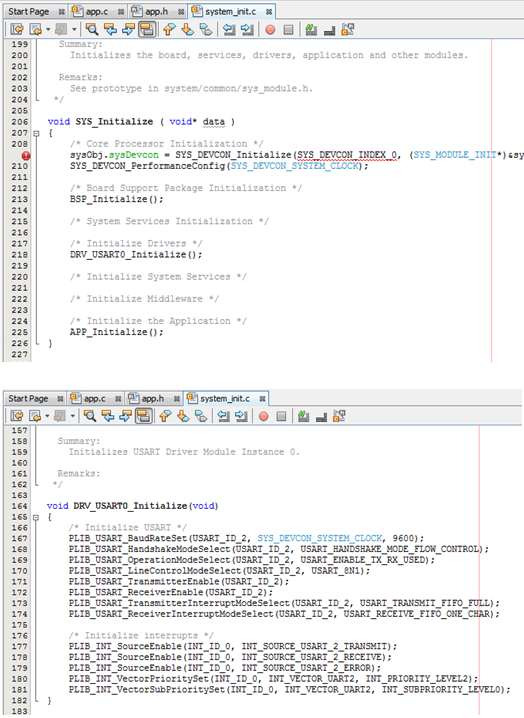 Start Page app.c app.h system_init.c
199 Summary:
200 Initializes the board, services, drivers, application and other modules.
201
202 Remarks:
203 See prototype in system/common/sys_module.h.
204 */
205
206 void SYS_Initialize ( void* data )
207 {
208 /* Core Processor Initialization */
sysObj.sysDevcon = SYS_DEVCON_Initialize(SYS_DEVCON_INDEX_0, (SYS_MODULE_INIT*)&sy
210 SYS_DEVCON_PerformanceConfig(SYS_DEVCON_SYSTEM_CLOCK);
211
212 /* Board Support Package Initialization */
213 BSP_Initialize();
214
215 /* System Services Initialization */
216
217 /* Initialize Drivers */
218 DRV_USART0_Initialize();
219
220 /* Initialize System Services */
221
222 /* Initialize Middleware */
223
224 /* Initialize the Application */
225 APP_Initialize();
226 }
227
Start Page app.c app.h system_init.c
157
158 Summary:
159 Initializes USART Driver Module Instance 0.
160
161 Remarks:
162 */
163
164 void DRV_USART0_Initialize(void)
165 {
166 /* Initialize USART */
167 PLIB_USART_BaudRateSet(USART_ID_2, SYS_DEVCON_SYSTEM_CLOCK, 9600);
168 PLIB_USART_HandshakeModeSelect(USART_ID_2, USART_HANDSHAKE_MODE_FLOW_CONTROL);
169 PLIB_USART_OperationModeSelect(USART_ID_2, USART_ENABLE_TX_RX_USED);
170 PLIB_USART_LineControlModeSelect(USART_ID_2, USART_8N1);
171 PLIB_USART_TransmitterEnable(USART_ID_2);
172 PLIB_USART_ReceiverEnable(USART_ID_2);
173 PLIB_USART_TransmitterInterruptModeSelect(USART_ID_2, USART_TRANSMIT_FIFO_FULL);
174 PLIB_USART_ReceiverInterruptModeSelect(USART_ID_2, USART_RECEIVE_FIFO_ONE_CHAR);
175
176 /* Initialize interrupts */
177 PLIB_INT_SourceEnable(INT_ID_0, INT_SOURCE_USART_2_TRANSMIT);
178 PLIB_INT_SourceEnable(INT_ID_0, INT_SOURCE_USART_2_RECEIVE);
179 PLIB_INT_SourceEnable(INT_ID_0, INT_SOURCE_USART_2_ERROR);
180 PLIB_INT_VectorPrioritySet(INT_ID_0, INT_VECTOR_UART2, INT_PRIORITY_LEVEL2);
181 PLIB_INT_VectorSubPrioritySet(INT_ID_0, INT_VECTOR_UART2, INT_SUBPRIORITY_LEVEL0);
182 }
183